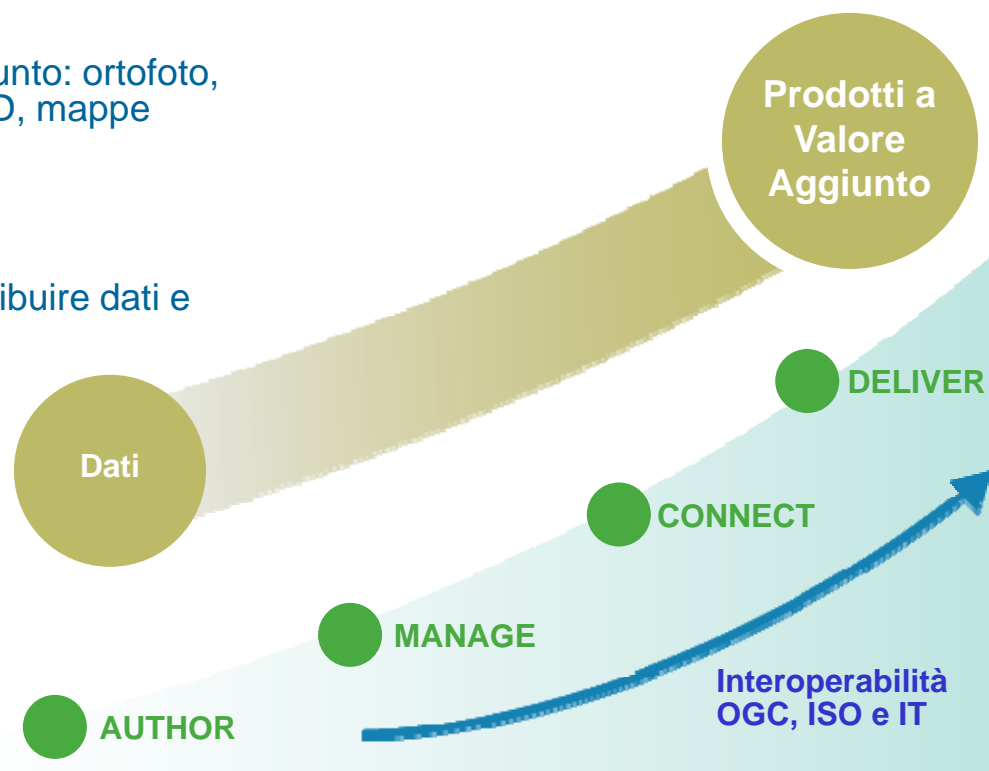 unto: ortofoto,
D, mappe
Prodotti a
Valore
Aggiunto
ibuire dati e
DELIVER
Dati
CONNECT
MANAGE
Interoperabilità
OGC, ISO e IT
AUTHOR